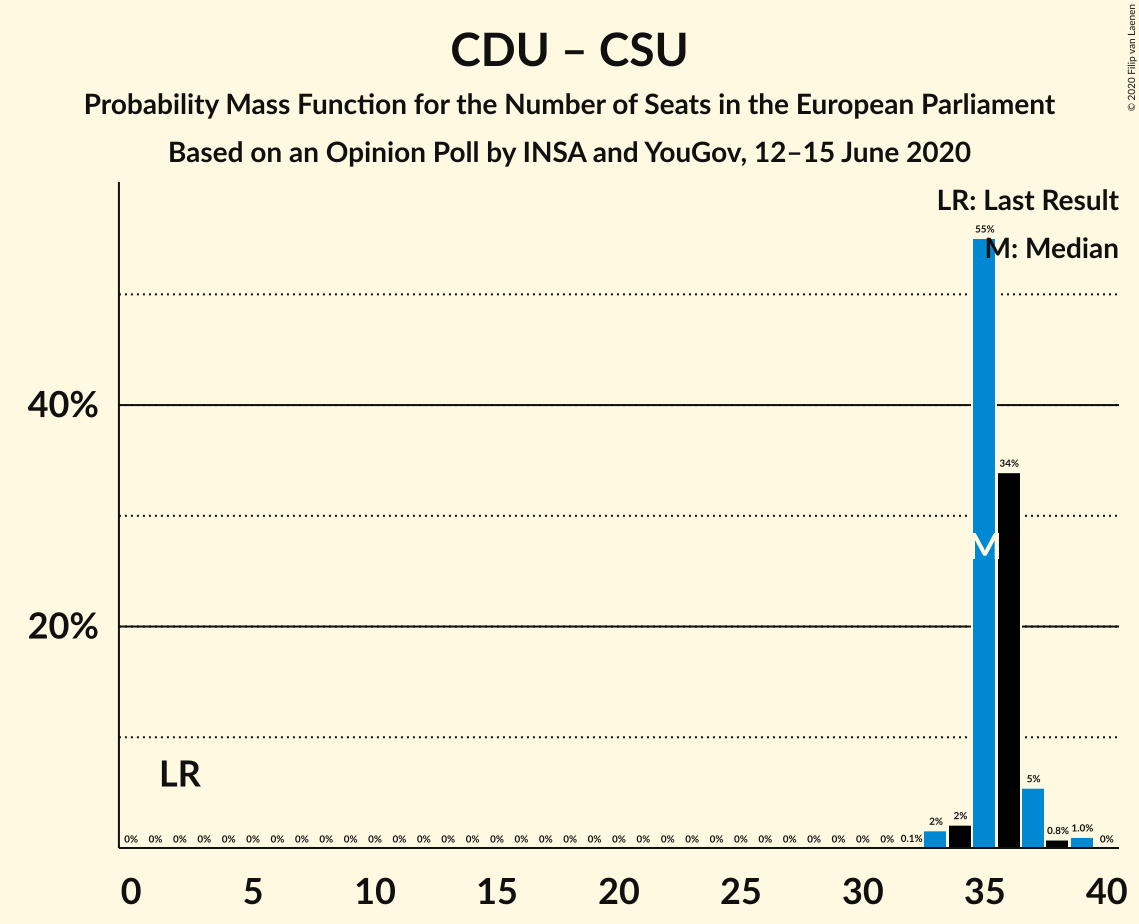 © 2020 Filip van Laenen
CDU – CSU
Probability Mass Function for the Number of Seats in the European Parliament
Based on an Opinion Poll by INSA and YouGov, 12–15 June 2020
LR: Last Result
55%
M: Median
40%
34%
M
20%
LR
5%
2% 2% 0.8% 1.0%
0% 0% 0% 0% 0% 0% 0% 0% 0% 0% 0% 0% 0% 0% 0% 0% 0% 0% 0% 0% 0% 0% 0% 0% 0% 0% 0% 0% 0% 0% 0% 0% 0.1% 0%
0 5 10 15 20 25 30 35 40